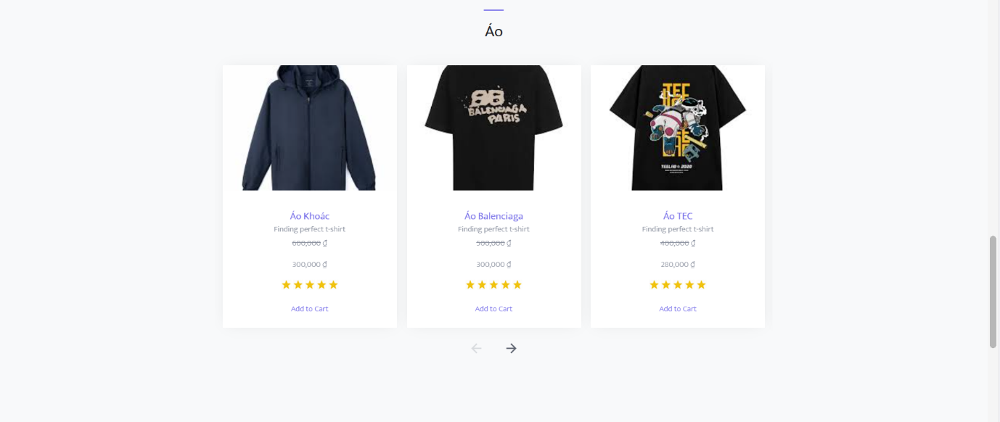 Áo
BB
BALENCIAGA
PARIS
TEC
TEELAB® 2020
Áo Khoác
Finding perfect t-shirt
600,000 ₫
300,000 ₫
Add to Cart
Áo Balenciaga
Finding perfect t-shirt
500,000 ₫
300,000 ₫
Add to Cart
Áo TEC
Finding perfect t-shirt
400,000 ₫
280,000 ₫
Add to Cart